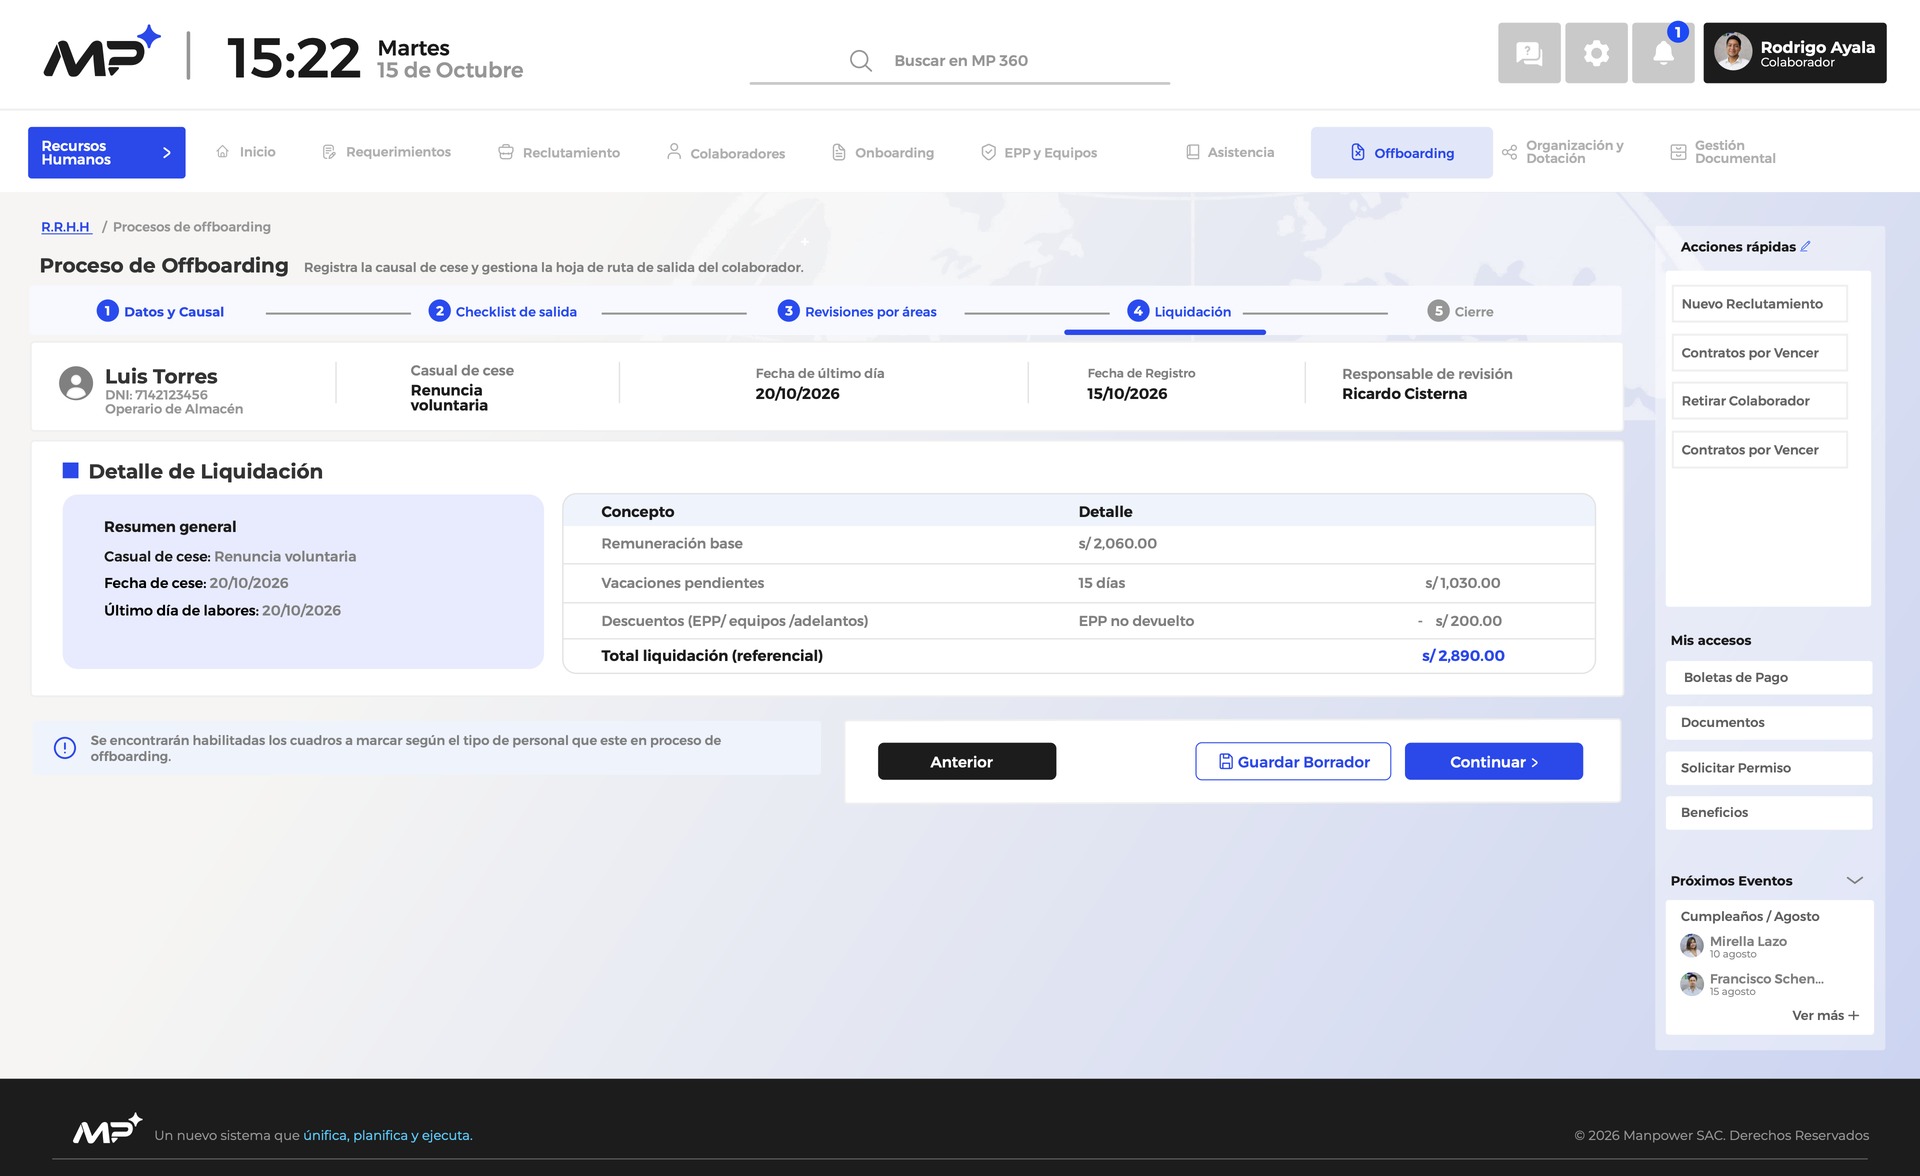 MP
15:22
Martes
15 de Octubre
Buscar en MP 360
1
Rodrigo Ayala
Colaborador
Recursos
Humanos
Inicio
Requerimientos
Reclutamiento
Colaboradores
Onboarding
EPP y Equipos
Asistencia
Offboarding
Organización y
Dotación
Gestión
Documental
R.R.H.H / Procesos de offboarding
Proceso de Offboarding
Registra la causal de cese y gestiona la hoja de ruta de salida del colaborador.
1 Datos y Causal
2 Checklist de salida
3 Revisiones por áreas
4 Liquidación
5 Cierre
Luis Torres
DNI: 7142123456
Operario de Almacén
Casual de cese
Renuncia
voluntaria
Fecha de último día
20/10/2026
Fecha de Registro
15/10/2026
Responsable de revisión
Ricardo Cisterna
Detalle de Liquidación
Resumen general
Casual de cese: Renuncia voluntaria
Fecha de cese: 20/10/2026
Último día de labores: 20/10/2026
Concepto Detalle
Remuneración base s/ 2,060.00
Vacaciones pendientes 15 días s/ 1,030.00
Descuentos (EPP/ equipos /adelantos) EPP no devuelto - s/ 200.00
Total liquidación (referencial) s/ 2,890.00
Se encontrarán habilitadas los cuadros a marcar según el tipo de personal que este en proceso de
offboarding.
Anterior
Guardar Borrador
Continuar >
Acciones rápidas
Nuevo Reclutamiento
Contratos por Vencer
Retirar Colaborador
Contratos por Vencer
Mis accesos
Boletas de Pago
Documentos
Solicitar Permiso
Beneficios
Próximos Eventos
Cumpleaños / Agosto
Mirella Lazo
10 agosto
Francisco Schen...
15 agosto
Ver más +
MP
Un nuevo sistema que únifica, planifica y ejecuta.
© 2026 Manpower SAC. Derechos Reservados